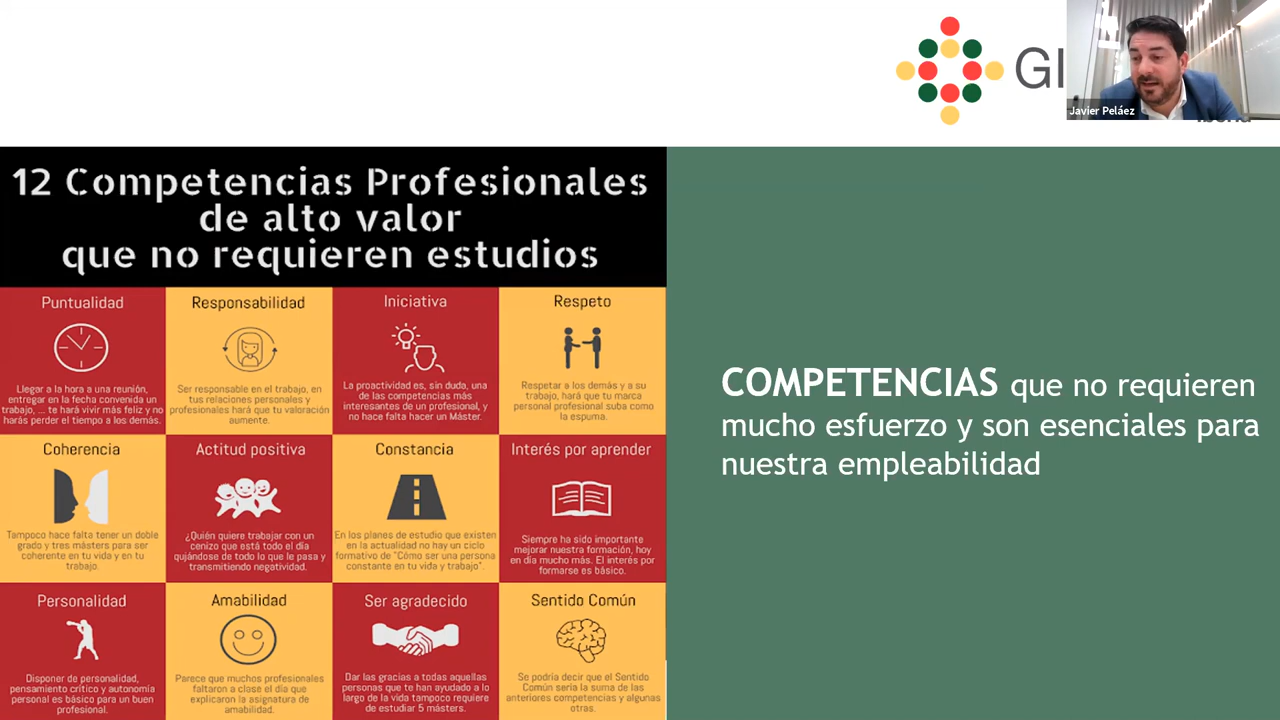 GI
Javier Peláez
12 Competencias Profesionales
de alto valor
que no requieren estudios
Puntualidad
Llegar a la hora a una reunión,
entregar en la fecha convenida un
trabajo, ... te hará vivir más feliz y no
harás perder el tiempo a los demás.
Responsabilidad
Ser responsable en el trabajo, en
tus relaciones personales y
profesionales hará que tu valoración
aumente.
Iniciativa
La proactividad es, sin duda, una
de las competencias más
interesantes de un profesional, y
no hace falta hacer un Máster.
Respeto
Respetar a los demás y a su
trabajo, hará que tu marca
personal profesional suba como
la espuma.
Coherencia
Tampoco hace falta tener un doble
grado y tres másters para ser
coherente en tu vida y en tu
trabajo.
Actitud positiva
¿Quién quiere trabajar con un
cenizo que está todo el día
qujándose de todo lo que le pasa y
transmitiendo negatividad.
Constancia
En los planes de estudio que existen
en la actualidad no hay un ciclo
formativo de "Cómo ser una persona
constante en tu vida y trabajo".
Interés por aprender
Siempre ha sido importante
mejorar nuestra formación, hoy
en día mucho más. El interés por
formarse es básico.
Personalidad
Disponer de personalidad,
pensamiento crítico y autonomía
personal es básico para un buen
profesional.
Amabilidad
Parece que muchos profesionales
faltaron a clase el día que
explicaron la asignatura de
amabilidad.
Ser agradecido
Dar las gracias a todas aquellas
personas que te han ayudado a lo
largo de la vida tampoco requiere
de estudiar 5 másters.
Sentido Común
Se podría decir que el Sentido
Común sería la suma de las
anteriores competencias y algunas
otras.
COMPETENCIAS que no requieren
mucho esfuerzo y son esenciales para
nuestra empleabilidad